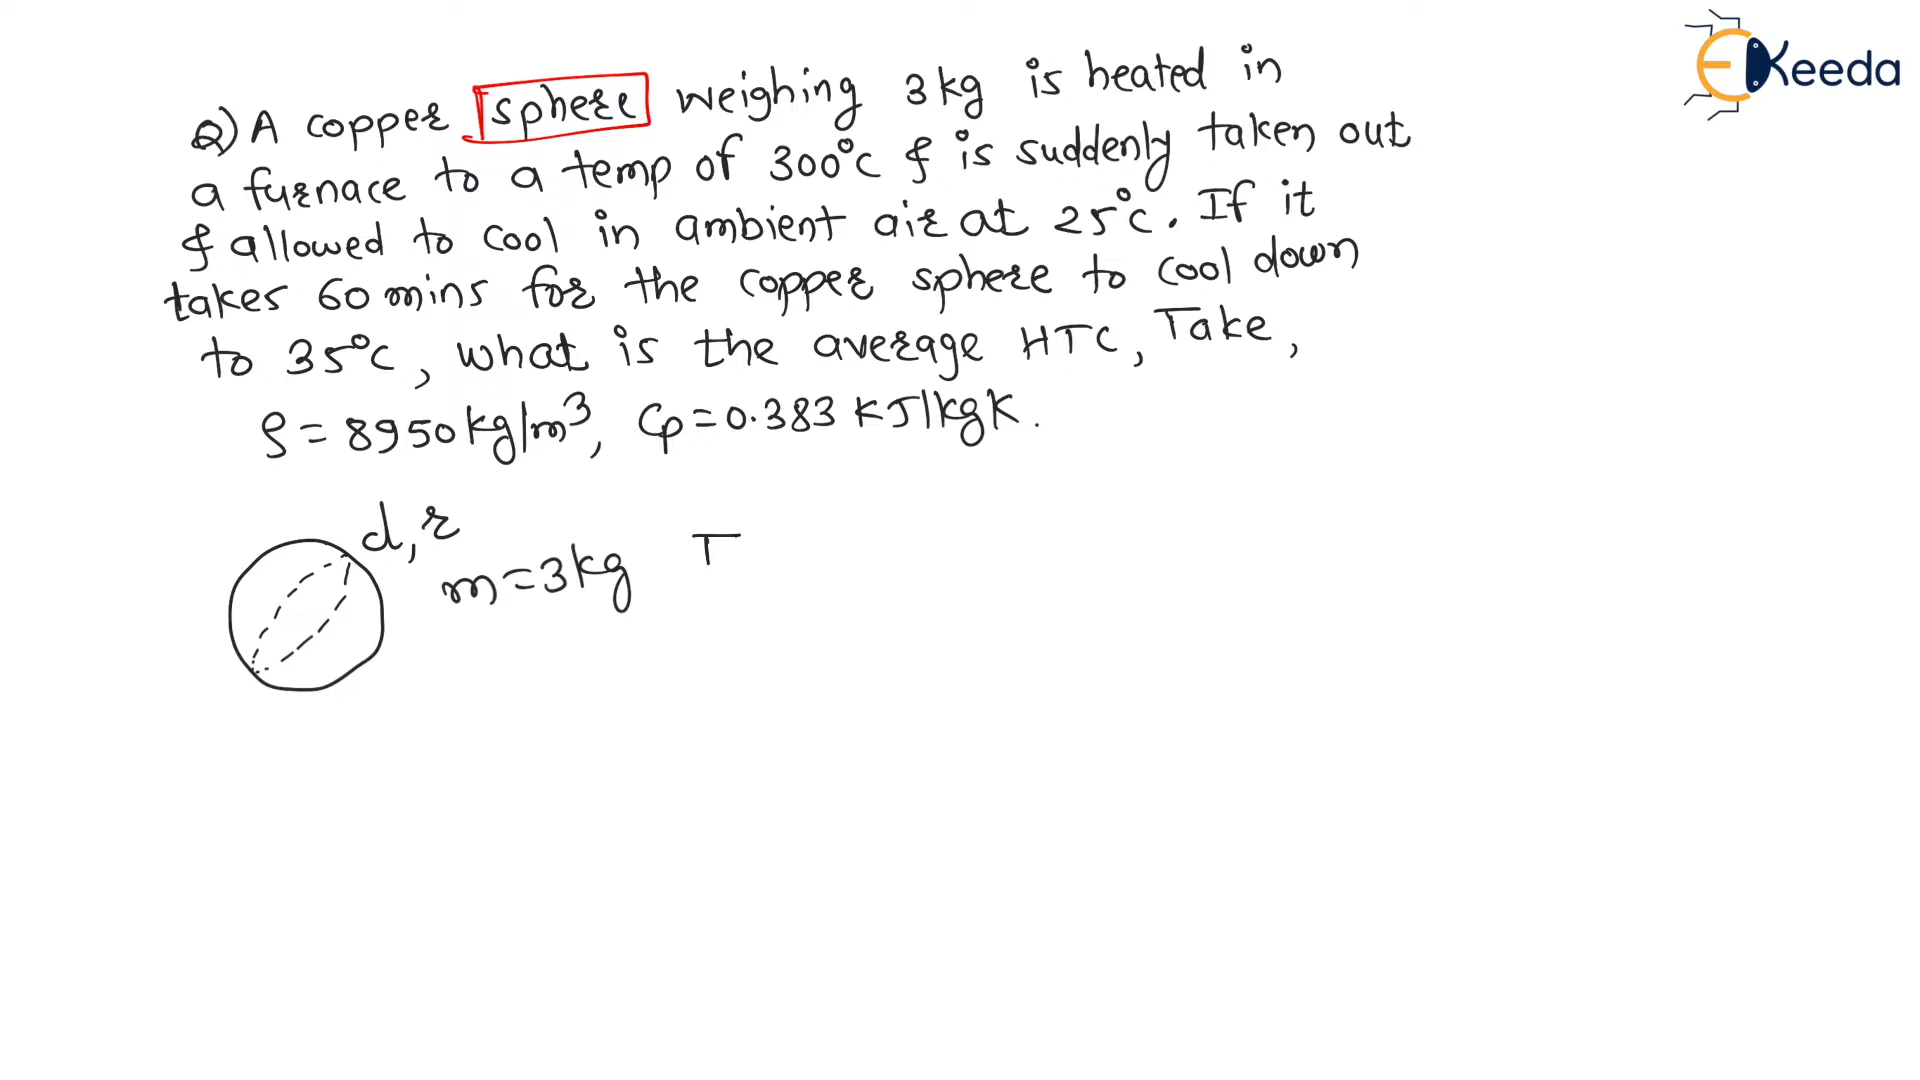 EKeeda
Q) A copper sphere weighing 3kg is heated in
a furnace to a temp of 300°c & is suddenly taken out
& allowed to cool in ambient air at 25°c. If it
takes 60 mins for the copper sphere to cool down
to 35°C, what is the average HTC, Take,
ρ = 8950 kg/m³, Cp = 0.383 KJ/kgK.
d, r
m = 3kg T